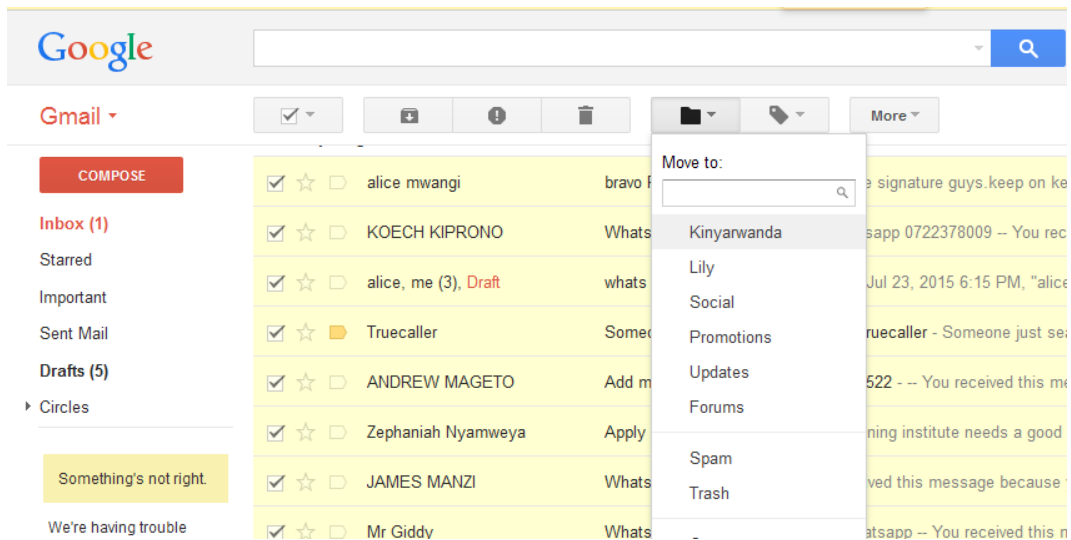 Google
Gmail
More
COMPOSE
Inbox (1)
Starred
Important
Sent Mail
Drafts (5)
Circles
Something's not right.
We're having trouble
alice mwangi bravo e signature guys.keep on ke
KOECH KIPRONO Whats sapp 0722378009 -- You rec
alice, me (3), Draft whats Jul 23, 2015 6:15 PM, "alice
Truecaller Someo ruecaller - Someone just sea
ANDREW MAGETO Add m 522 - -- You received this me
Zephaniah Nyamweya Apply ning institute needs a good
JAMES MANZI Whats ved this message because
Mr Giddy Whats atsapp -- You received this n
Move to:
Kinyarwanda
Lily
Social
Promotions
Updates
Forums
Spam
Trash